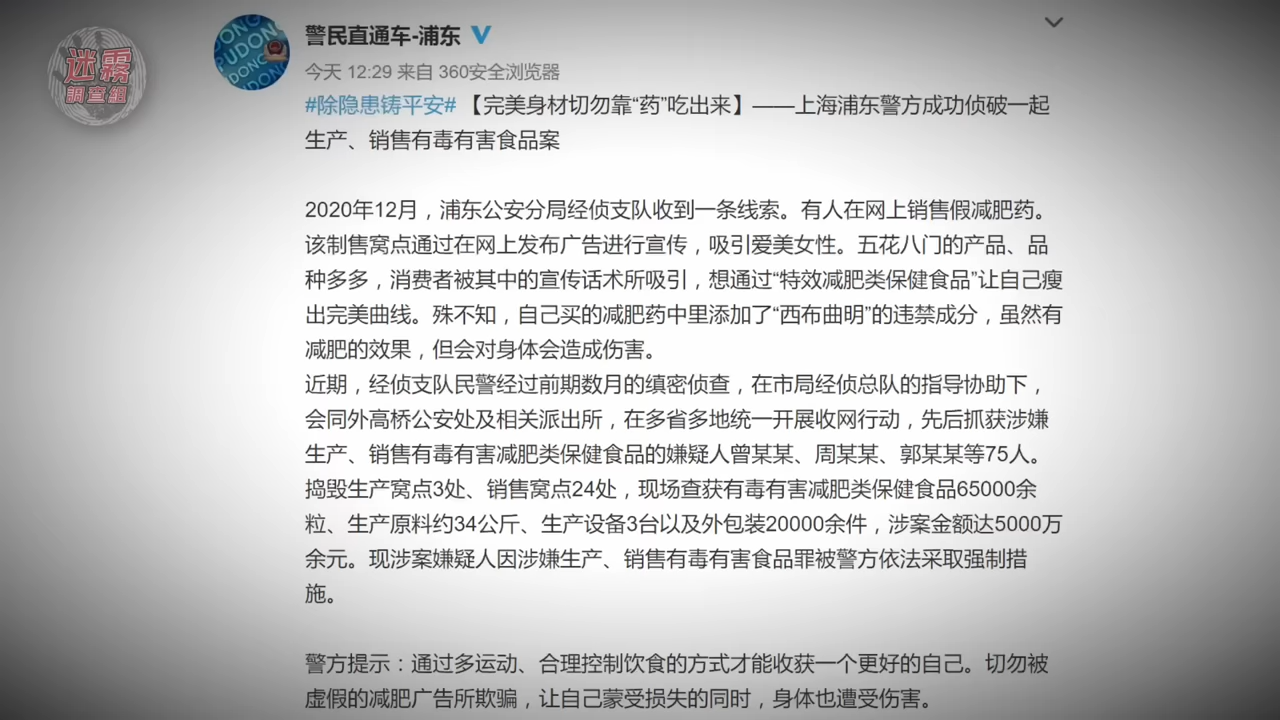 迷霧
調查組
警民直通车-浦东
今天 12:29 来自 360安全浏览器
#除隐患铸平安# 【完美身材切勿靠“药”吃出来】——上海浦东警方成功侦破一起
生产、销售有毒有害食品案
2020年12月，浦东公安分局经侦支队收到一条线索。有人在网上销售假减肥药。
该制售窝点通过在网上发布广告进行宣传，吸引爱美女性。五花八门的产品、品
种多多，消费者被其中的宣传话术所吸引，想通过“特效减肥类保健食品”让自己瘦
出完美曲线。殊不知，自己买的减肥药中里添加了“西布曲明”的违禁成分，虽然有
减肥的效果，但会对身体会造成伤害。
近期，经侦支队民警经过前期数月的缜密侦查，在市局经侦总队的指导协助下，
会同外高桥公安处及相关派出所，在多省多地统一开展收网行动，先后抓获涉嫌
生产、销售有毒有害减肥类保健食品的嫌疑人曾某某、周某某、郭某某等75人。
捣毁生产窝点3处、销售窝点24处，现场查获有毒有害减肥类保健食品65000余
粒、生产原料约34公斤、生产设备3台以及外包装20000余件，涉案金额达5000万
余元。现涉案嫌疑人因涉嫌生产、销售有毒有害食品罪被警方依法采取强制措
施。
警方提示：通过多运动、合理控制饮食的方式才能收获一个更好的自己。切勿被
虚假的减肥广告所欺骗，让自己蒙受损失的同时，身体也遭受伤害。